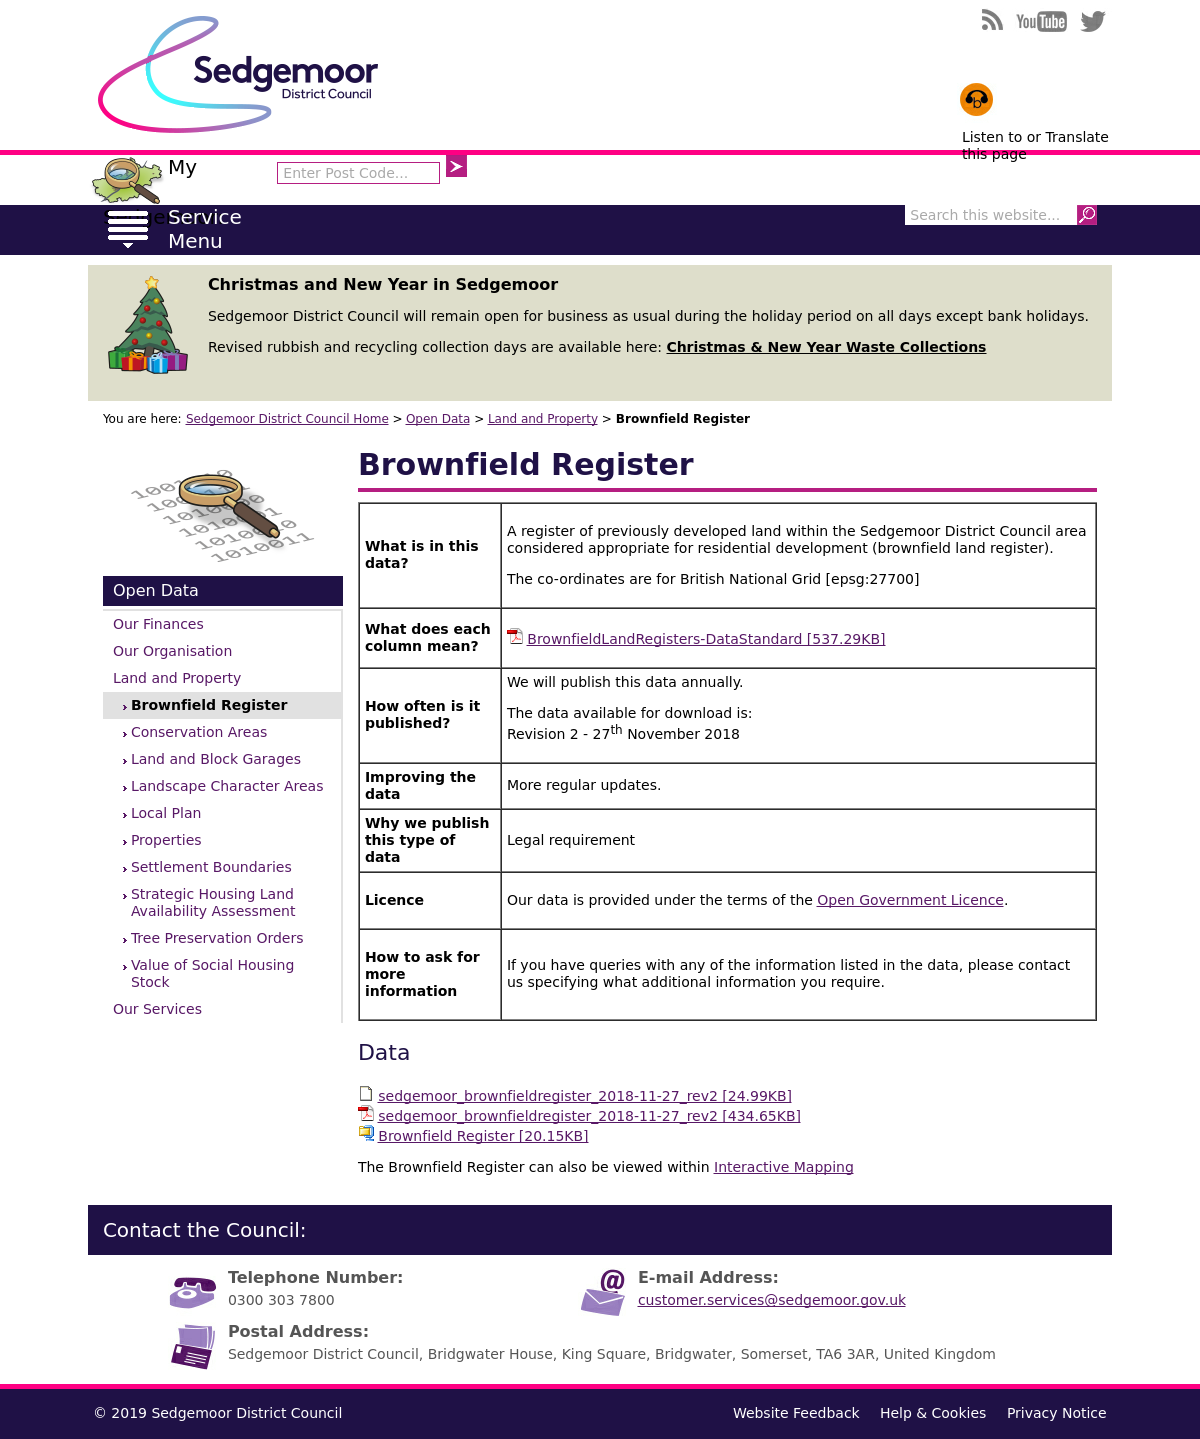 Sedgemoor
District Council
You Tube
Listen to or Translate
this page
My
Enter Post Code...
Service
Menu
Search this website...
Christmas and New Year in Sedgemoor
Sedgemoor District Council will remain open for business as usual during the holiday period on all days except bank holidays.
Revised rubbish and recycling collection days are available here: Christmas & New Year Waste Collections
You are here: Sedgemoor District Council Home > Open Data > Land and Property > Brownfield Register
Open Data
Our Finances
Our Organisation
Land and Property
› Brownfield Register
› Conservation Areas
› Land and Block Garages
› Landscape Character Areas
› Local Plan
› Properties
› Settlement Boundaries
› Strategic Housing Land
Availability Assessment
› Tree Preservation Orders
› Value of Social Housing
Stock
Our Services
Brownfield Register
What is in this
data?
A register of previously developed land within the Sedgemoor District Council area
considered appropriate for residential development (brownfield land register).
The co-ordinates are for British National Grid [epsg:27700]
What does each
column mean?
BrownfieldLandRegisters-DataStandard [537.29KB]
How often is it
published?
We will publish this data annually.
The data available for download is:
Revision 2 - 27th November 2018
Improving the
data
More regular updates.
Why we publish
this type of
data
Legal requirement
Licence
Our data is provided under the terms of the Open Government Licence.
How to ask for
more
information
If you have queries with any of the information listed in the data, please contact
us specifying what additional information you require.
Data
sedgemoor_brownfieldregister_2018-11-27_rev2 [24.99KB]
sedgemoor_brownfieldregister_2018-11-27_rev2 [434.65KB]
Brownfield Register [20.15KB]
The Brownfield Register can also be viewed within Interactive Mapping
Contact the Council:
Telephone Number:
0300 303 7800
E-mail Address:
customer.services@sedgemoor.gov.uk
Postal Address:
Sedgemoor District Council, Bridgwater House, King Square, Bridgwater, Somerset, TA6 3AR, United Kingdom
© 2019 Sedgemoor District Council
Website Feedback
Help & Cookies
Privacy Notice